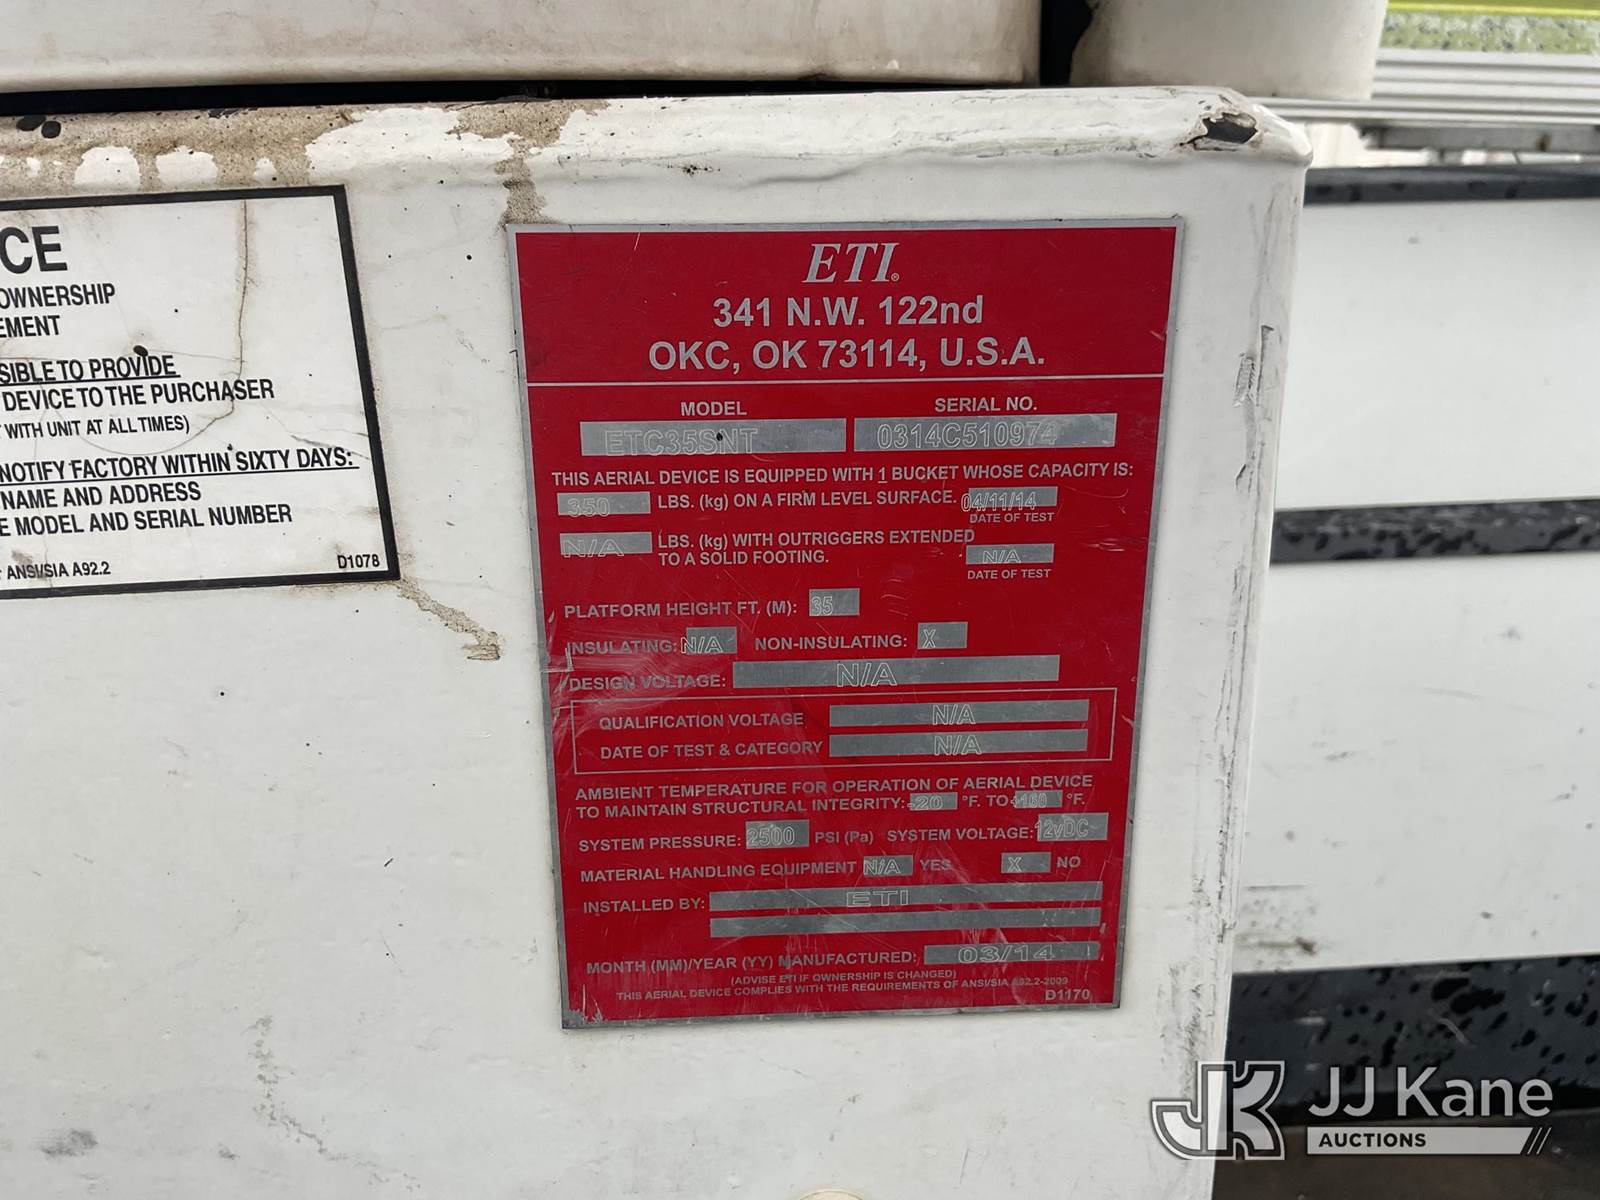 CE
OWNERSHIP
EMENT
SIBLE TO PROVIDE
DEVICE TO THE PURCHASER
WITH UNIT AT ALL TIMES)
NOTIFY FACTORY WITHIN SIXTY DAYS:
NAME AND ADDRESS
E MODEL AND SERIAL NUMBER
ANSI/SIA A92.2
D1078
ETI®
341 N.W. 122nd
OKC, OK 73114, U.S.A.
MODEL SERIAL NO.
ETC35SNT 0314C510974
THIS AERIAL DEVICE IS EQUIPPED WITH 1 BUCKET WHOSE CAPACITY IS:
350 LBS. (kg) ON A FIRM LEVEL SURFACE. 04/11/14
DATE OF TEST
N/A LBS. (kg) WITH OUTRIGGERS EXTENDED
TO A SOLID FOOTING. N/A
DATE OF TEST
PLATFORM HEIGHT FT. (M): 35
INSULATING: N/A NON-INSULATING: X
DESIGN VOLTAGE: N/A
QUALIFICATION VOLTAGE N/A
DATE OF TEST & CATEGORY N/A
AMBIENT TEMPERATURE FOR OPERATION OF AERIAL DEVICE
TO MAINTAIN STRUCTURAL INTEGRITY: -20 °F. TO +160 °F.
SYSTEM PRESSURE: 2500 PSI (Pa) SYSTEM VOLTAGE: 12vDC
MATERIAL HANDLING EQUIPMENT N/A YES X NO
INSTALLED BY: ETI
MONTH (MM)/YEAR (YY) MANUFACTURED: 03/14
(ADVISE ETI IF OWNERSHIP IS CHANGED)
THIS AERIAL DEVICE COMPLIES WITH THE REQUIREMENTS OF ANSI/SIA A92.2-2009
D1170
JK JJ Kane
AUCTIONS